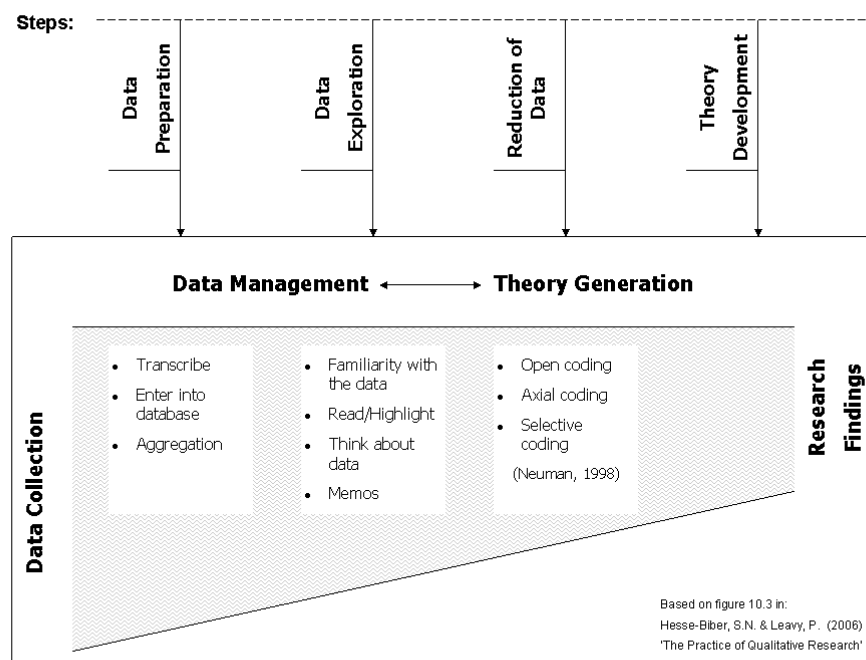 Steps:
Data
Preparation
Data
Exploration
Reduction of
Data
Theory
Development
Data Management
Theory Generation
Data Collection
• Transcribe
• Enter into
database
• Aggregation
• Familiarity with
the data
• Read/Highlight
• Think about
data
• Memos
• Open coding
• Axial coding
• Selective
coding
(Neuman, 1998)
Research
Findings
Based on figure 10.3 in:
Hesse-Biber, S.N. & Leavy, P. (2006)
'The Practice of Qualitative Research'